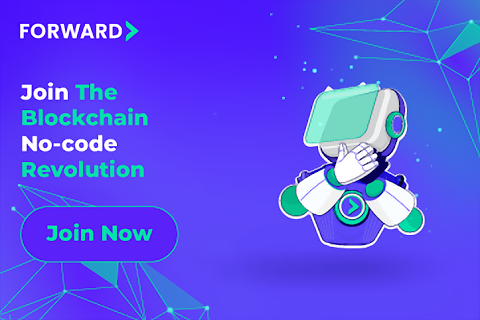 FORWARD
Join The
Blockchain
No-code
Revolution
Join Now